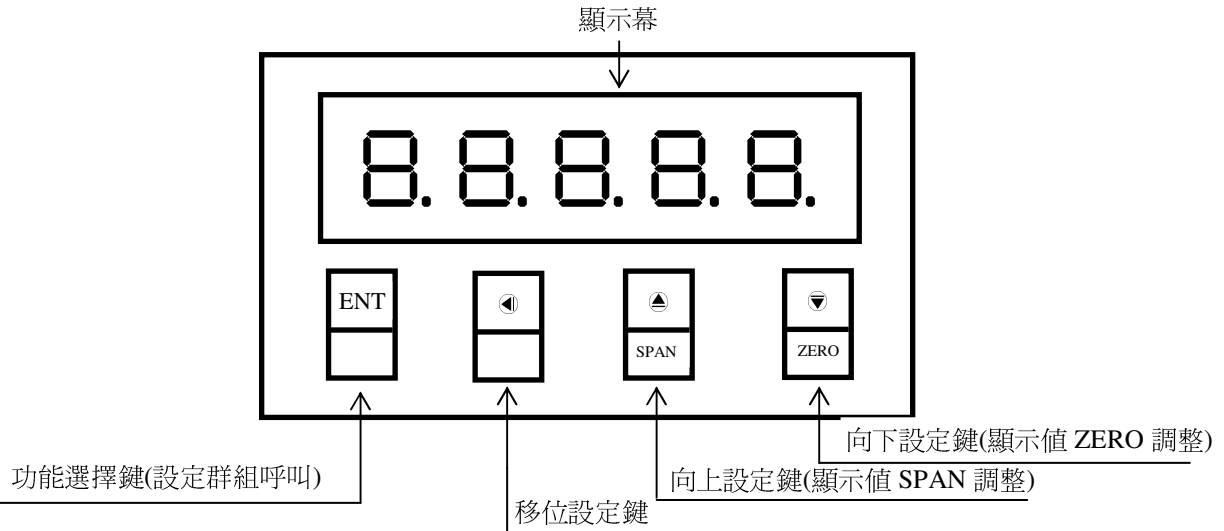 顯示幕
8.8.8.8.8.
ENT
SPAN
ZERO
向下設定鍵(顯示值 ZERO 調整)
功能選擇鍵(設定群組呼叫)
向上設定鍵(顯示值 SPAN 調整)
移位設定鍵